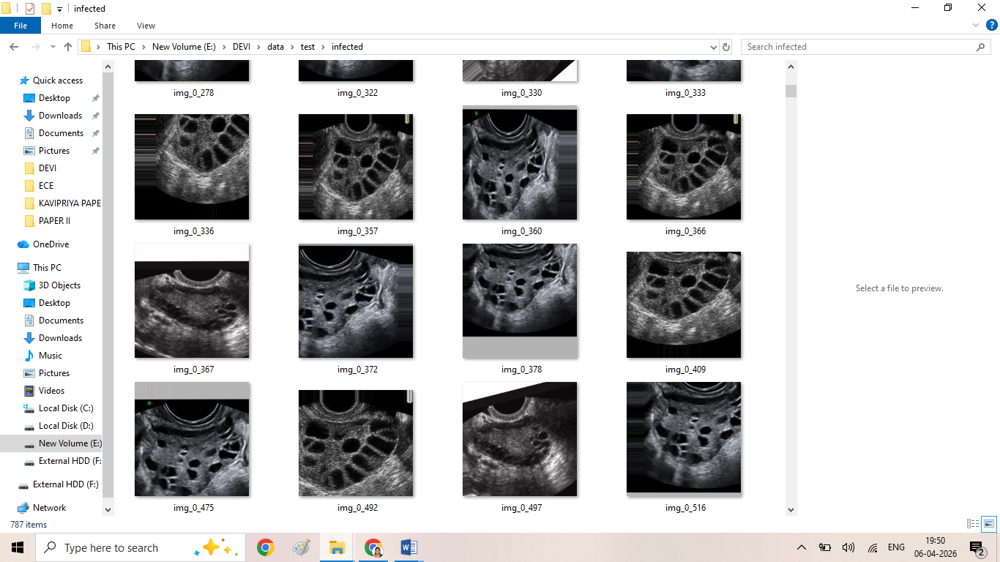 infected
File Home Share View
This PC New Volume (E:) DEVI data test infected
Search infected
Quick access
Desktop
Downloads
Documents
Pictures
DEVI
ECE
KAVIPRIYA PAPE
PAPER II
OneDrive
This PC
3D Objects
Desktop
Documents
Downloads
Music
Pictures
Videos
Local Disk (C:)
Local Disk (D:)
New Volume (E:)
External HDD (F:
External HDD (F:)
Network
img_0_278 img_0_322 img_0_330 img_0_333
img_0_336 img_0_357 img_0_360 img_0_366
img_0_367 img_0_372 img_0_378 img_0_409
img_0_475 img_0_492 img_0_497 img_0_516
Select a file to preview.
787 items
Type here to search
ENG
19:50
06-04-2026
2